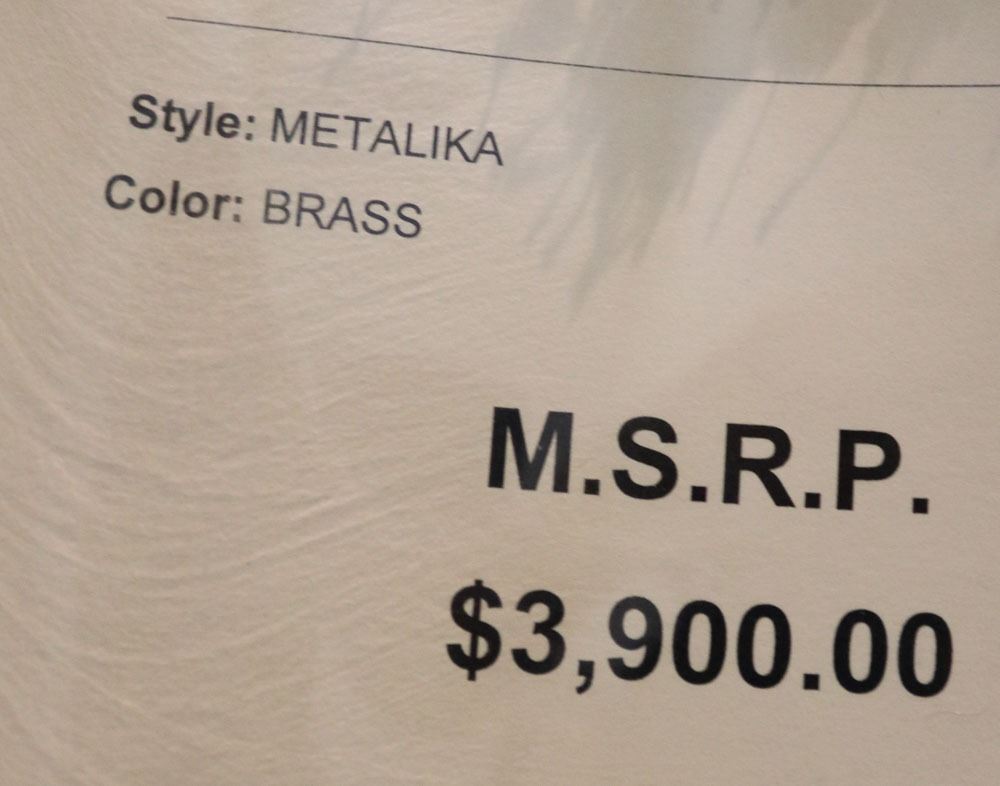 Style: METALIKA
Color: BRASS
M.S.R.P.
$3,900.00